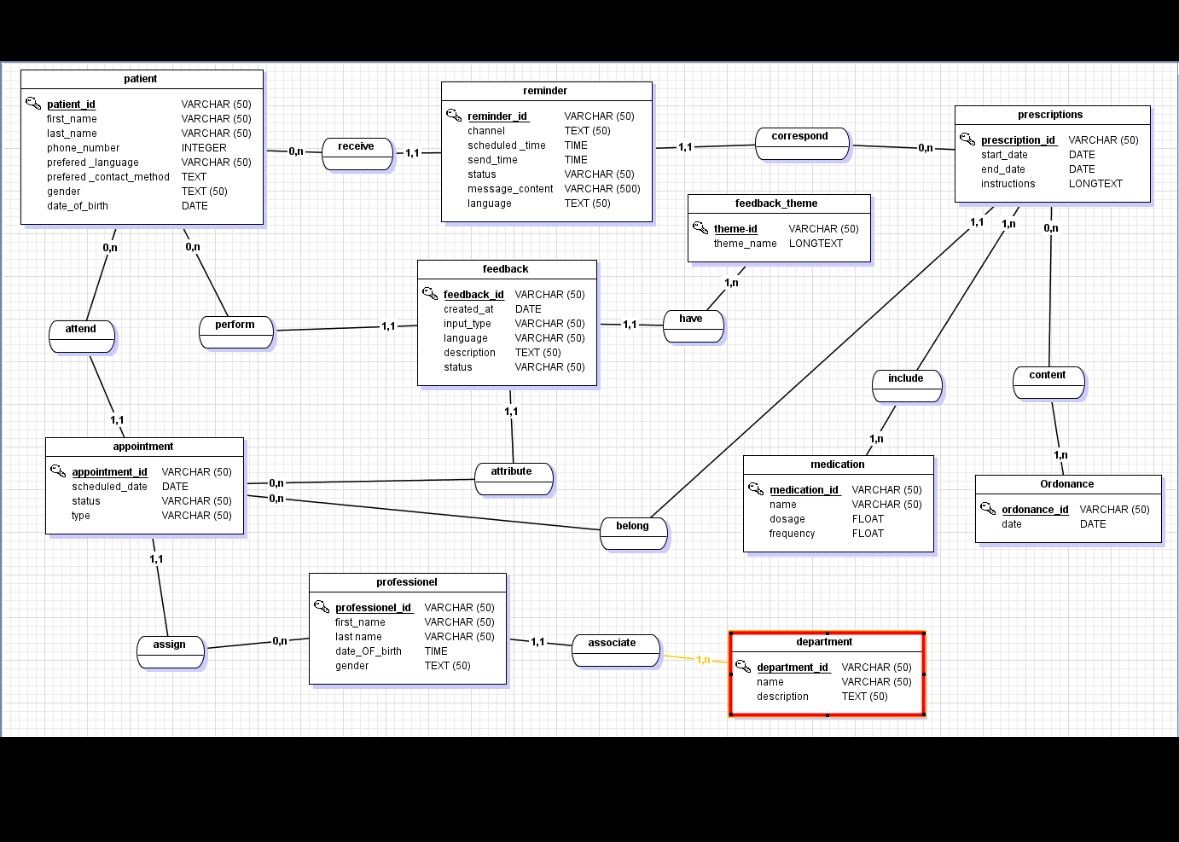 patient
patient_id VARCHAR (50)
first_name VARCHAR (50)
last_name VARCHAR (50)
phone_number INTEGER
prefered _language VARCHAR (50)
prefered _contact_method TEXT
gender TEXT (50)
date_of_birth DATE
0,n
receive
1,1
reminder
reminder_id VARCHAR (50)
channel TEXT (50)
scheduled _time TIME
send_time TIME
status VARCHAR (50)
message_content VARCHAR (500)
language TEXT (50)
1,1
correspond
0,n
prescriptions
prescription_id VARCHAR (50)
start_date DATE
end_date DATE
instructions LONGTEXT
feedback_theme
theme-id VARCHAR (50)
theme_name LONGTEXT
1,n
0,n
0,n
1,1
1,n
0,n
feedback
feedback_id VARCHAR (50)
created_at DATE
input_type VARCHAR (50)
language VARCHAR (50)
description TEXT (50)
status VARCHAR (50)
attend
perform
1,1
1,1
have
include
content
1,1
1,1
1,n
1,n
appointment
appointment_id VARCHAR (50)
scheduled_date DATE
status VARCHAR (50)
type VARCHAR (50)
0,n
0,n
attribute
belong
medication
medication_id VARCHAR (50)
name VARCHAR (50)
dosage FLOAT
frequency FLOAT
Ordonance
ordonance_id VARCHAR (50)
date DATE
1,1
assign
0,n
professionel
professionel_id VARCHAR (50)
first_name VARCHAR (50)
last name VARCHAR (50)
date_OF_birth TIME
gender TEXT (50)
1,1
associate
1,n
department
department_id VARCHAR (50)
name VARCHAR (50)
description TEXT (50)